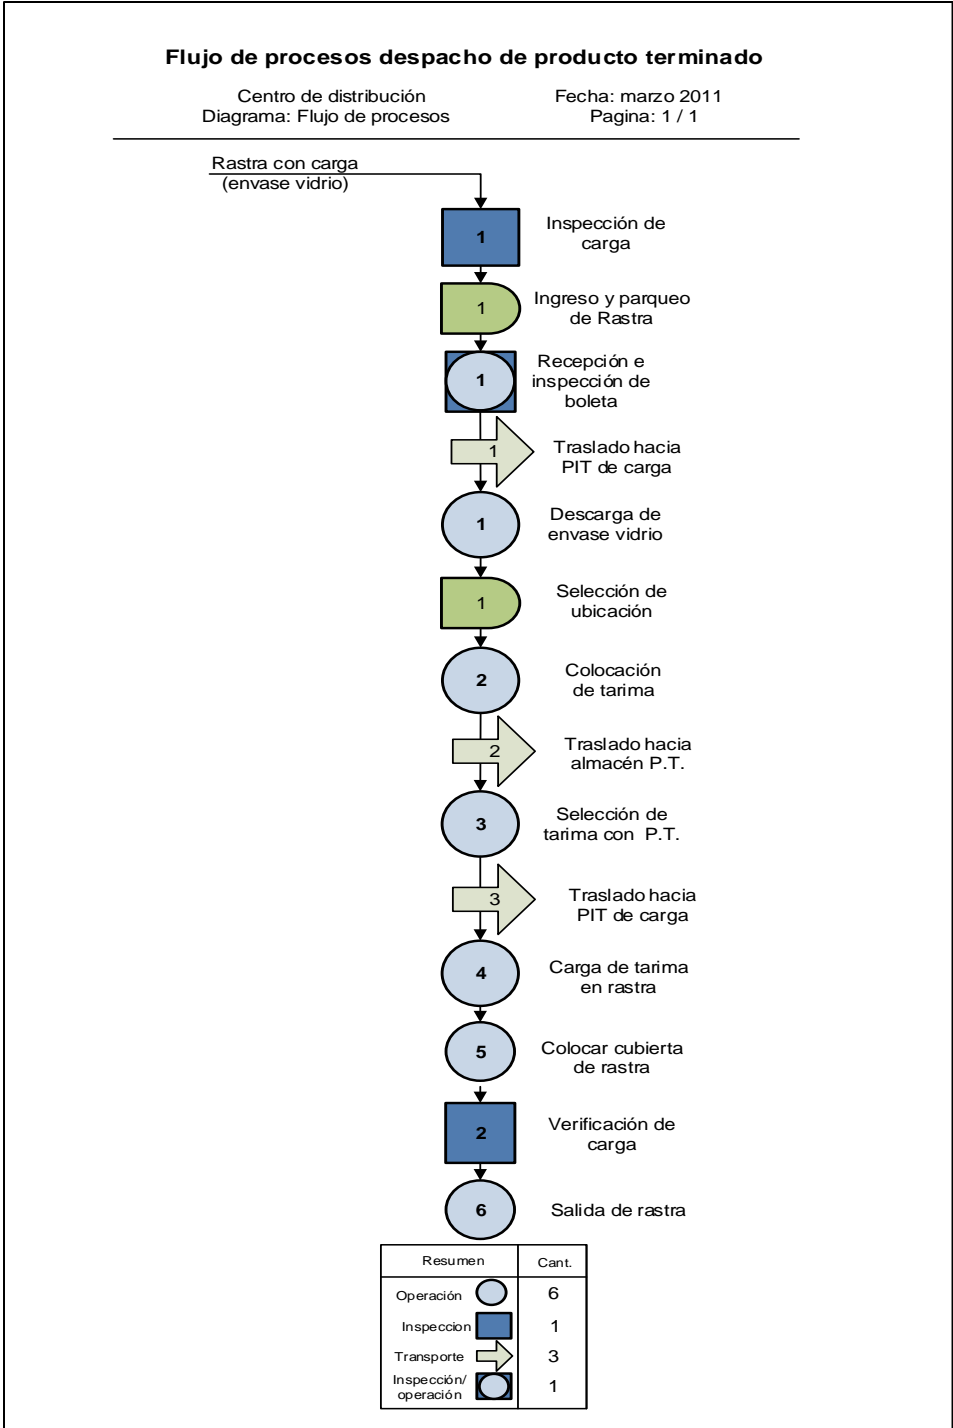 Flujo de procesos despacho de producto terminado
Centro de distribución
Diagrama: Flujo de procesos
Fecha: marzo 2011
Pagina: 1 / 1
Rastra con carga
(envase vidrio)
1
Inspección de
carga
1
Ingreso y parqueo
de Rastra
1
Recepción e
inspección de
boleta
1
Traslado hacia
PIT de carga
1
Descarga de
envase vidrio
1
Selección de
ubicación
2
Colocación
de tarima
2
Traslado hacia
almacén P.T.
3
Selección de
tarima con P.T.
3
Traslado hacia
PIT de carga
4
Carga de tarima
en rastra
5
Colocar cubierta
de rastra
2
Verificación de
carga
6
Salida de rastra
Resumen Cant.
Operación 6
Inspeccion 1
Transporte 3
Inspección/
operación 1